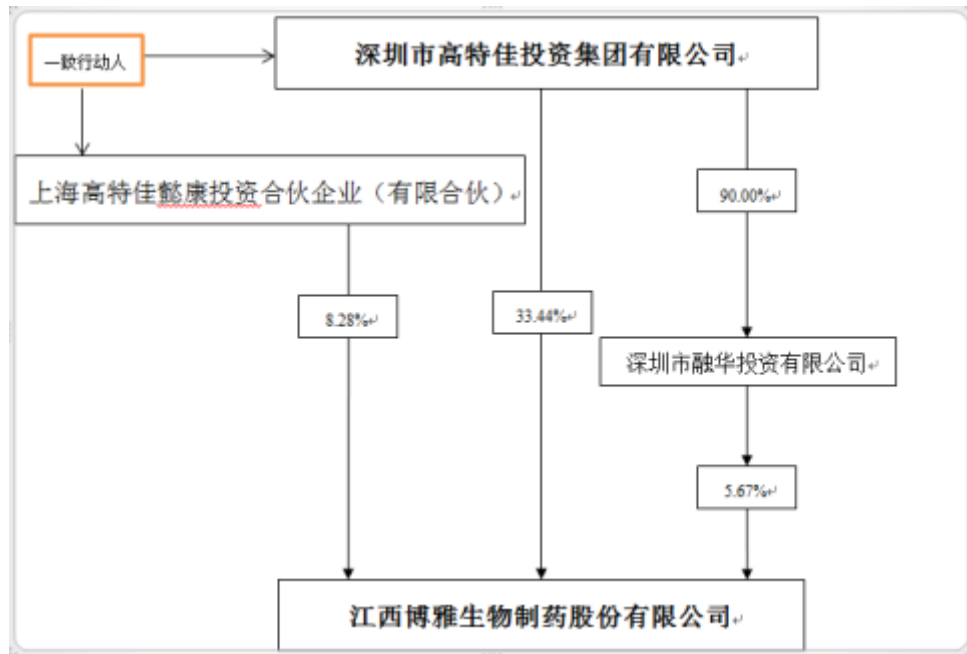 一致行动人
深圳市高特佳投资集团有限公司
上海高特佳懿康投资合伙企业（有限合伙）
90.00%
8.28%
33.44%
深圳市融华投资有限公司
5.67%
江西博雅生物制药股份有限公司